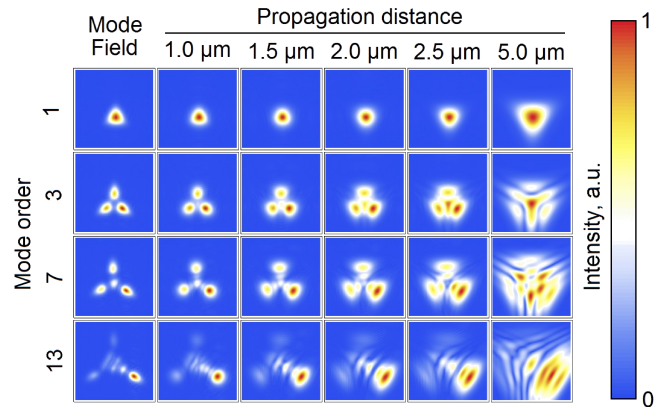 Mode Field
Propagation distance
1.0 μm 1.5 μm 2.0 μm 2.5 μm 5.0 μm
Mode order
1
3
7
13
Intensity, a.u.
1
0